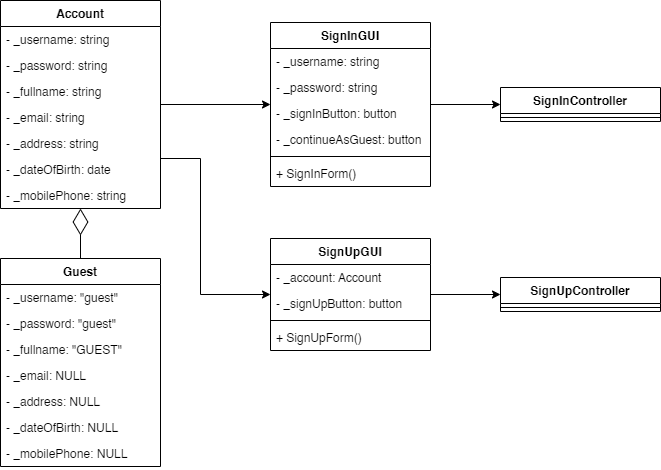 Account
- _username: string
- _password: string
- _fullname: string
- _email: string
- _address: string
- _dateOfBirth: date
- _mobilePhone: string
Guest
- _username: "guest"
- _password: "guest"
- _fullname: "GUEST"
- _email: NULL
- _address: NULL
- _dateOfBirth: NULL
- _mobilePhone: NULL
SignInGUI
- _username: string
- _password: string
- _signInButton: button
- _continueAsGuest: button
+ SignInForm()
SignUpGUI
- _account: Account
- _signUpButton: button
+ SignUpForm()
SignInController
SignUpController